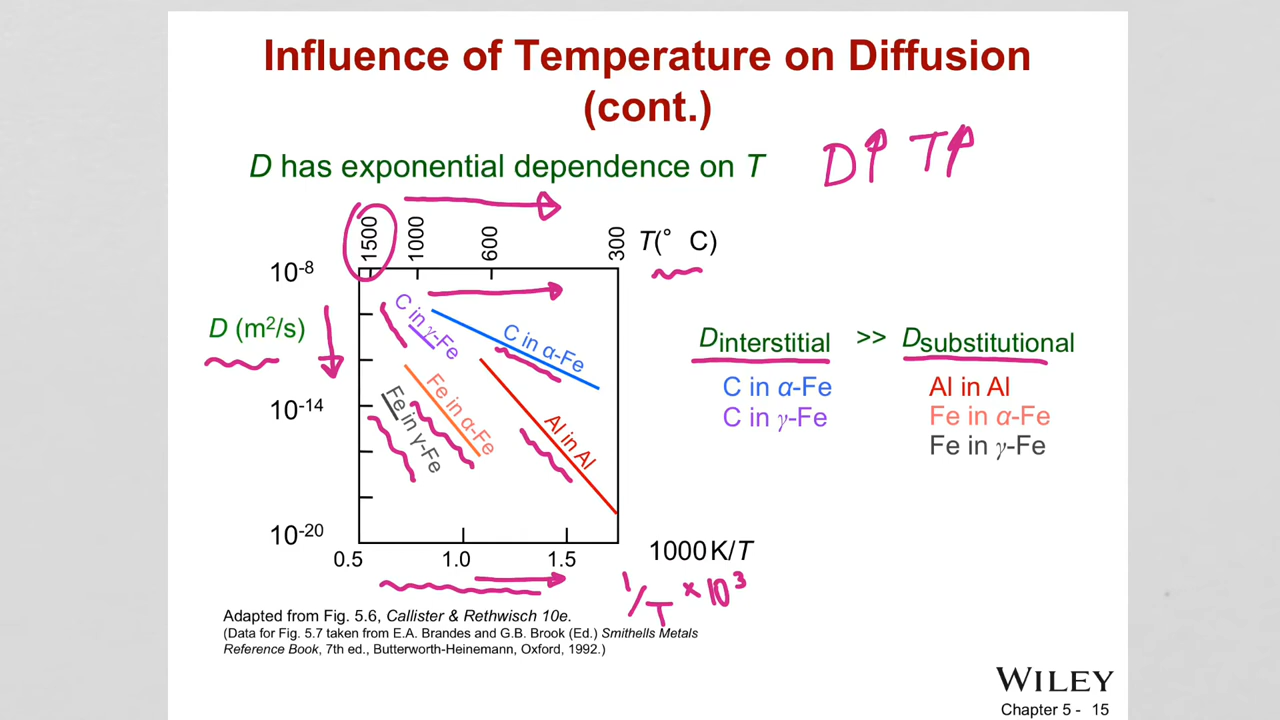 Influence of Temperature on Diffusion
(cont.)
D has exponential dependence on T
D↑ T↑
1500
1000
600
300
T(° C)
10-8
D (m2/s)
10-14
10-20
C in γ-Fe
C in α-Fe
Fe in α-Fe
Fe in γ-Fe
Al in Al
0.5
1.0
1.5
1000 K/T
1/T × 10³
Dinterstitial >> Dsubstitutional
C in α-Fe
C in γ-Fe
Al in Al
Fe in α-Fe
Fe in γ-Fe
Adapted from Fig. 5.6, Callister & Rethwisch 10e.
(Data for Fig. 5.7 taken from E.A. Brandes and G.B. Brook (Ed.) Smithells Metals
Reference Book, 7th ed., Butterworth-Heinemann, Oxford, 1992.)
WILEY
Chapter 5 - 15